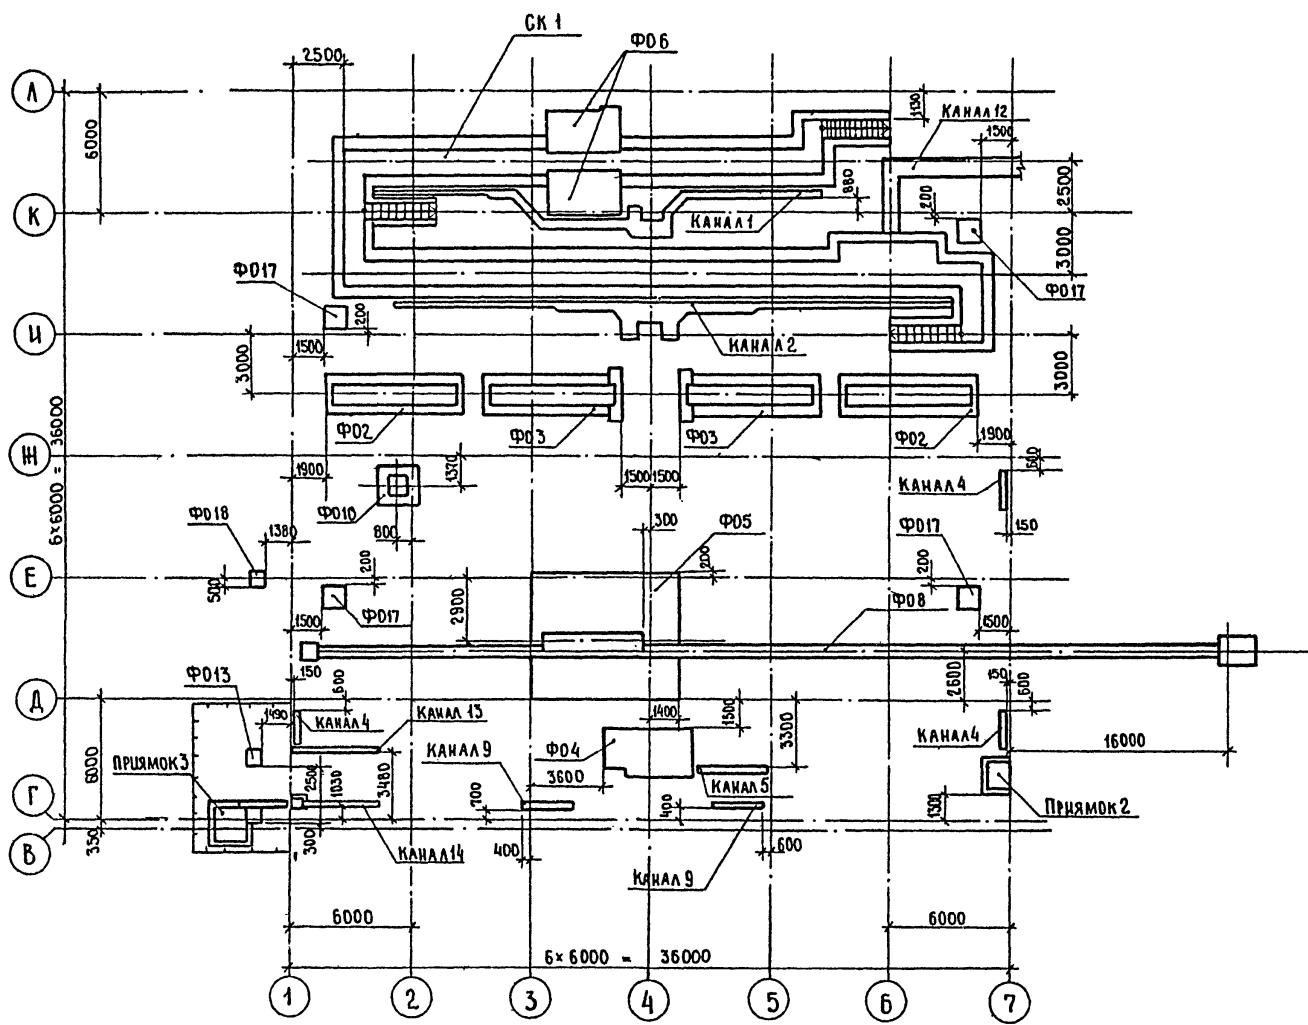 СК 1
ФО6
2500
Л
1130
КАНАЛ 12
1500
6000
880
200
2500
К
КАНАЛ 1
3000
ФО17
ФО17
200
И
КАНАЛ 2
1500
3000
3000
ФО2
ФО3
ФО3
ФО2
1900
Ж
1900
1370
1500
1500
600
КАНАЛ 4
6×6000 = 36000
ФО10
ФО18
1380
800
300
ФО5
ФО17
150
200
200
200
Е
500
2900
ФО8
1500
ФО17
1500
150
ФО13
600
2600
150
600
Д
1490
КАНАЛ 4
КАНАЛ 13
1400
1500
3300
КАНАЛ 4
16000
ПРИЯМОК 3
КАНАЛ 9
ФО4
6000
2500
1030
3480
3600
КАНАЛ 5
700
400
1300
ПРИЯМОК 2
Г
В
350
300
КАНАЛ 14
400
КАНАЛ 9
600
6000
6000
6×6000 = 36000
1
2
3
4
5
6
7